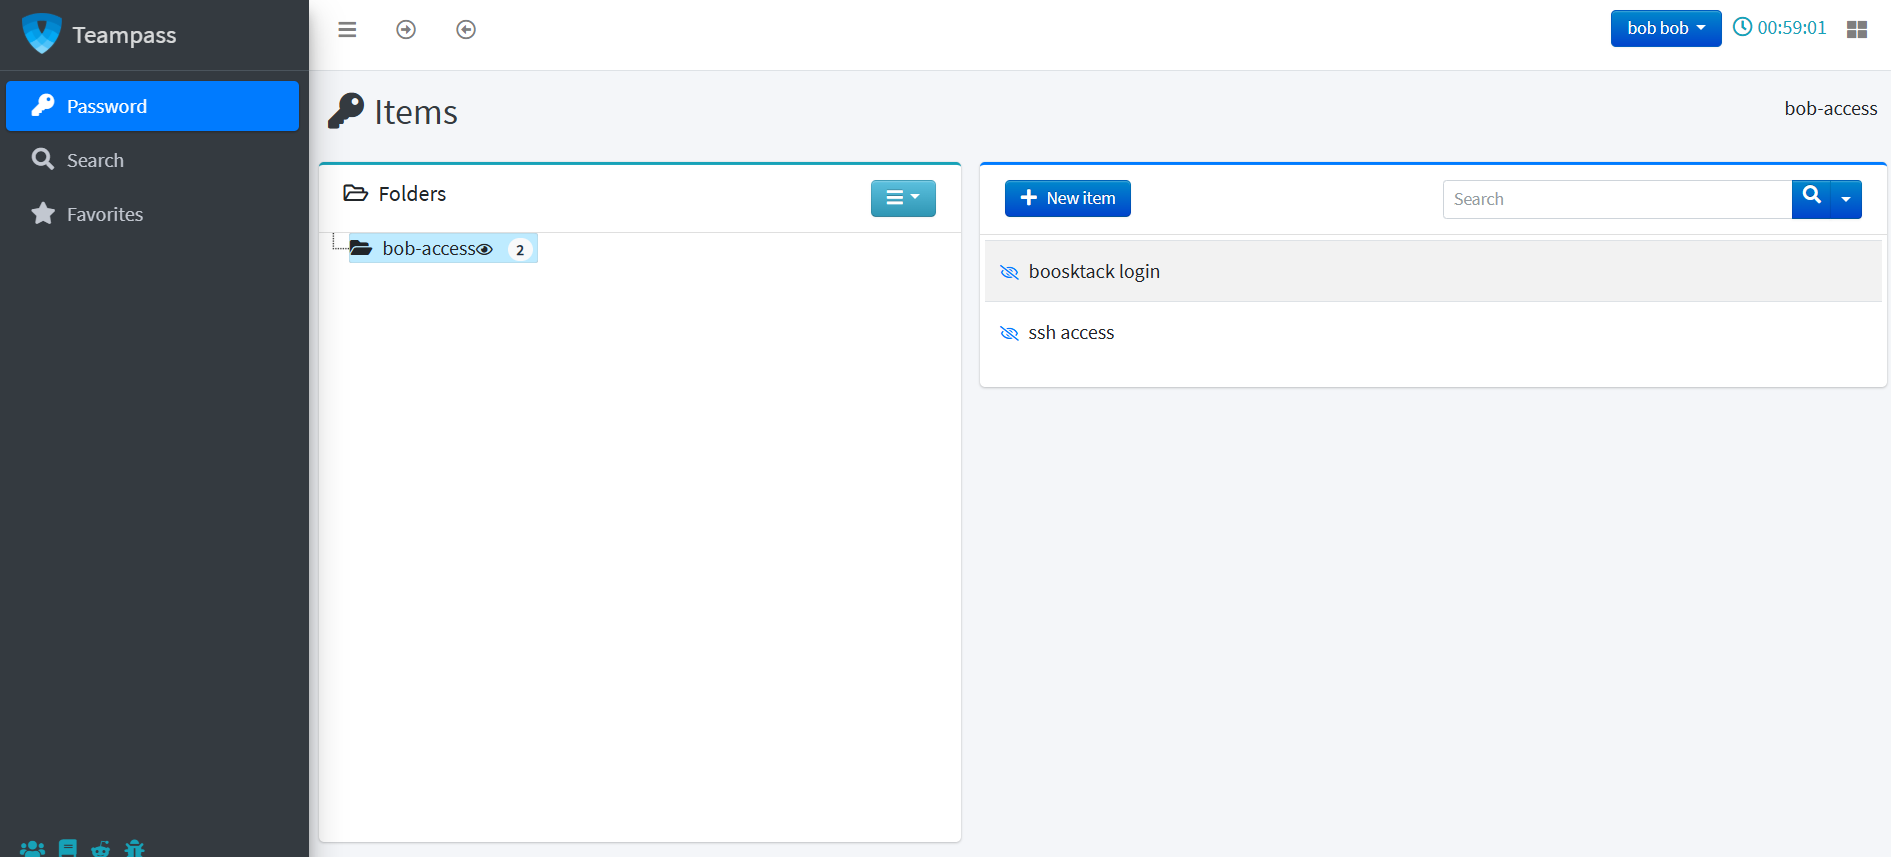 Teampass
bob bob
00:59:01
Password
Search
Favorites
Items
bob-access
Folders
bob-access 2
New item
Search
boosktack login
ssh access